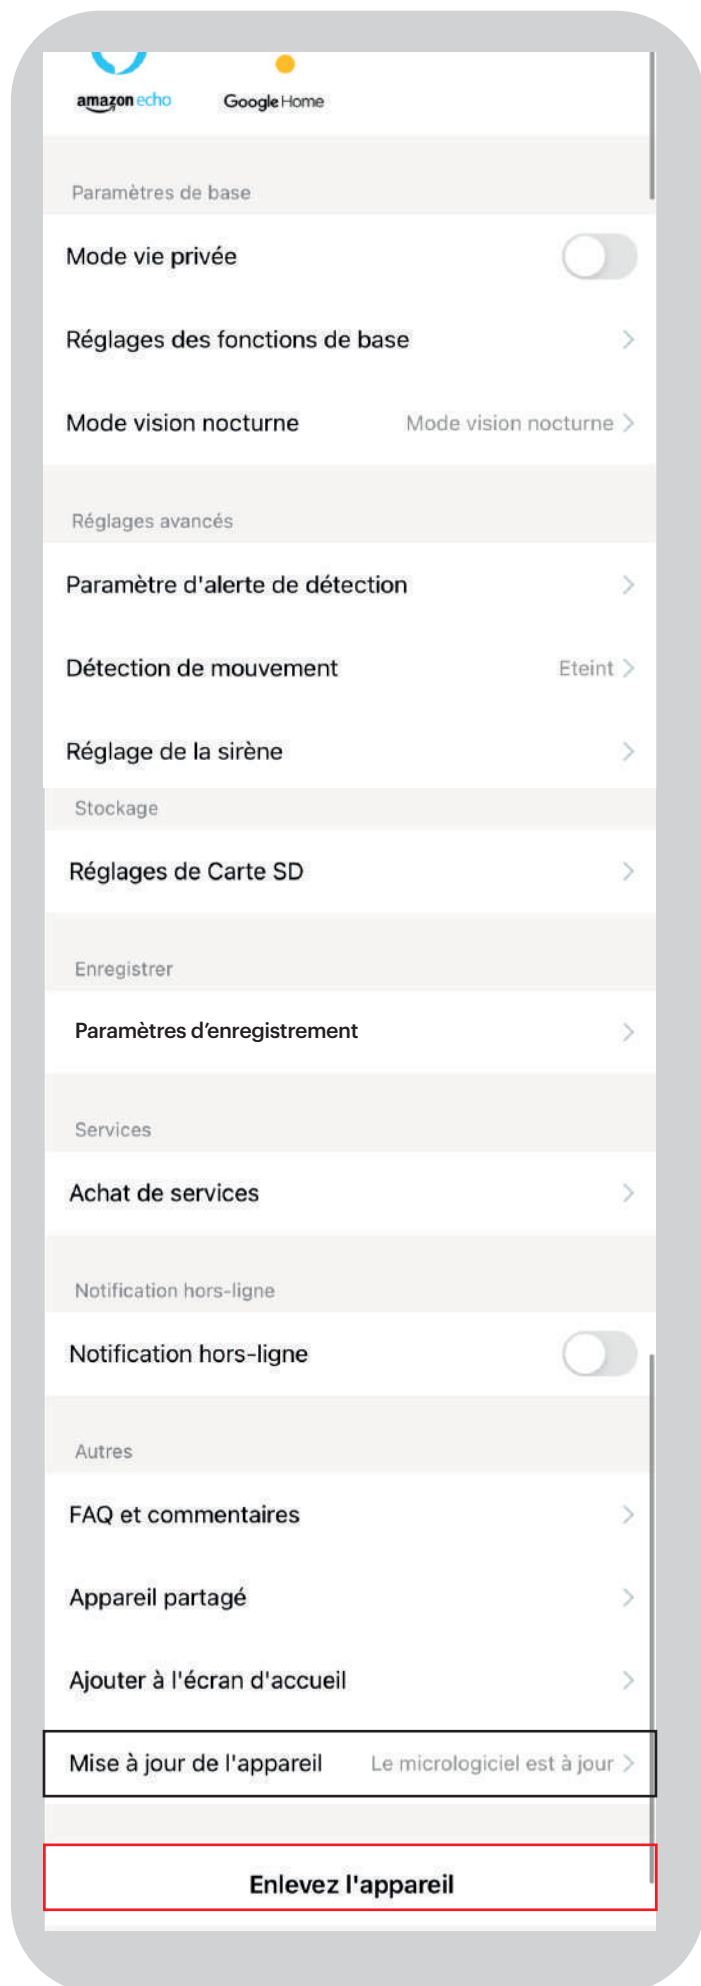 amazon echo Google Home
Paramètres de base
Mode vie privée
Réglages des fonctions de base
Mode vision nocturne Mode vision nocturne
Réglages avancés
Paramètre d'alerte de détection
Détection de mouvement Eteint
Réglage de la sirène
Stockage
Réglages de Carte SD
Enregistrer
Paramètres d’enregistrement
Services
Achat de services
Notification hors-ligne
Notification hors-ligne
Autres
FAQ et commentaires
Appareil partagé
Ajouter à l'écran d'accueil
Mise à jour de l'appareil Le micrologiciel est à jour
Enlevez l'appareil